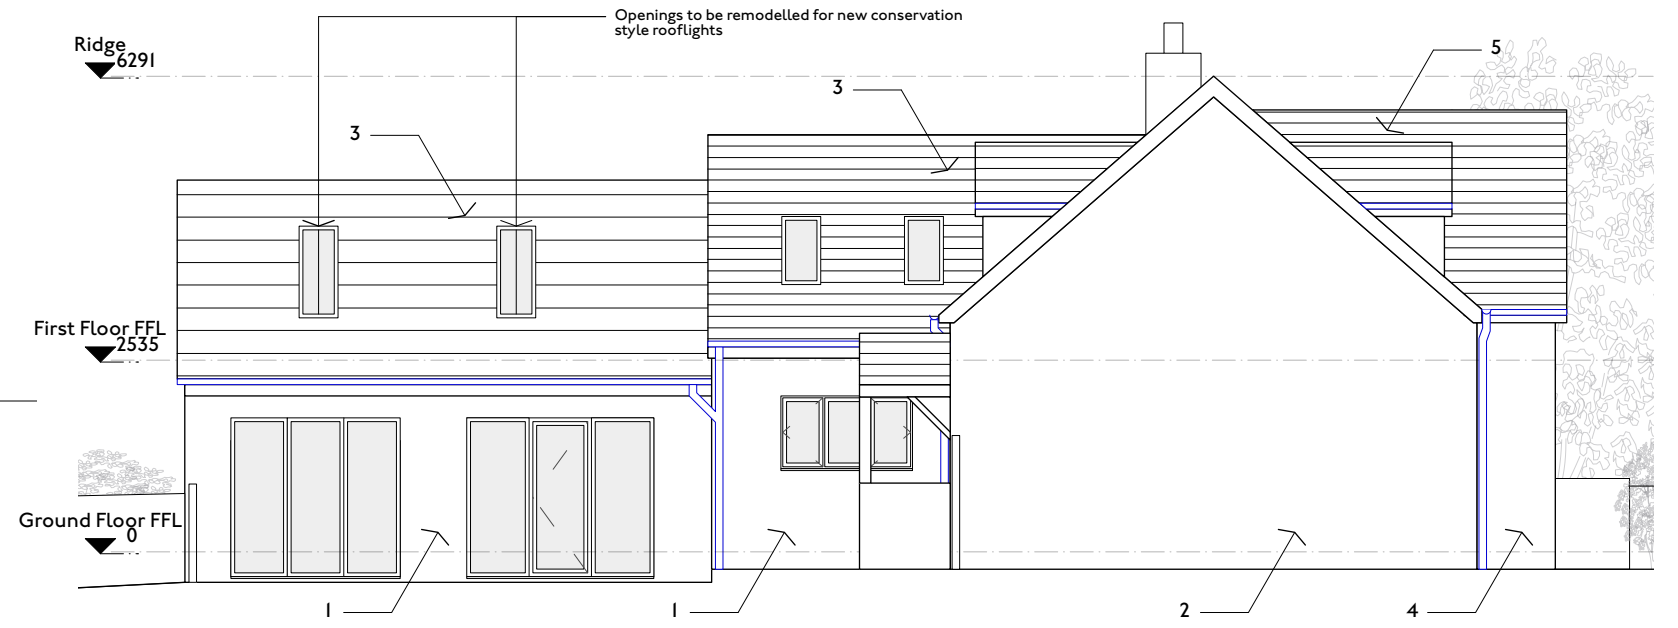 Openings to be remodelled for new conservation
style rooflights
Ridge
6291
5
3
3
First Floor FFL
2535
Ground Floor FFL
0
1
1
2
4